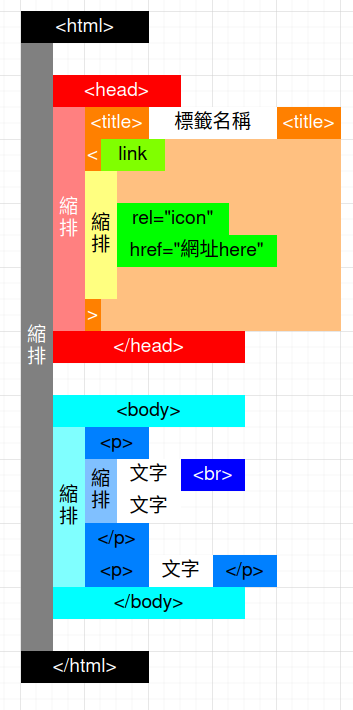 <html>
<head>
<title> 標籤名稱 <title>
< link
縮排
縮排
rel="icon"
href="網址here"
>
縮排
</head>
<body>
<p>
縮排
縮排
文字 <br>
文字
</p>
<p> 文字 </p>
</body>
</html>